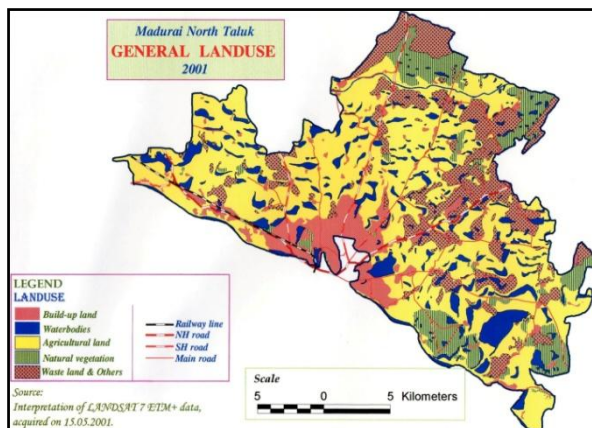 Madurai North Taluk
GENERAL LANDUSE
2001
LEGEND
LANDUSE
Build-up land
Waterbodies
Agricultural land
Natural vegetation
Waste land & Others
Railway line
NH road
SH road
Main road
Source:
Interpretation of LANDSAT 7 ETM+ data,
acquired on 15.05.2001.
Scale
5 0 5 Kilometers